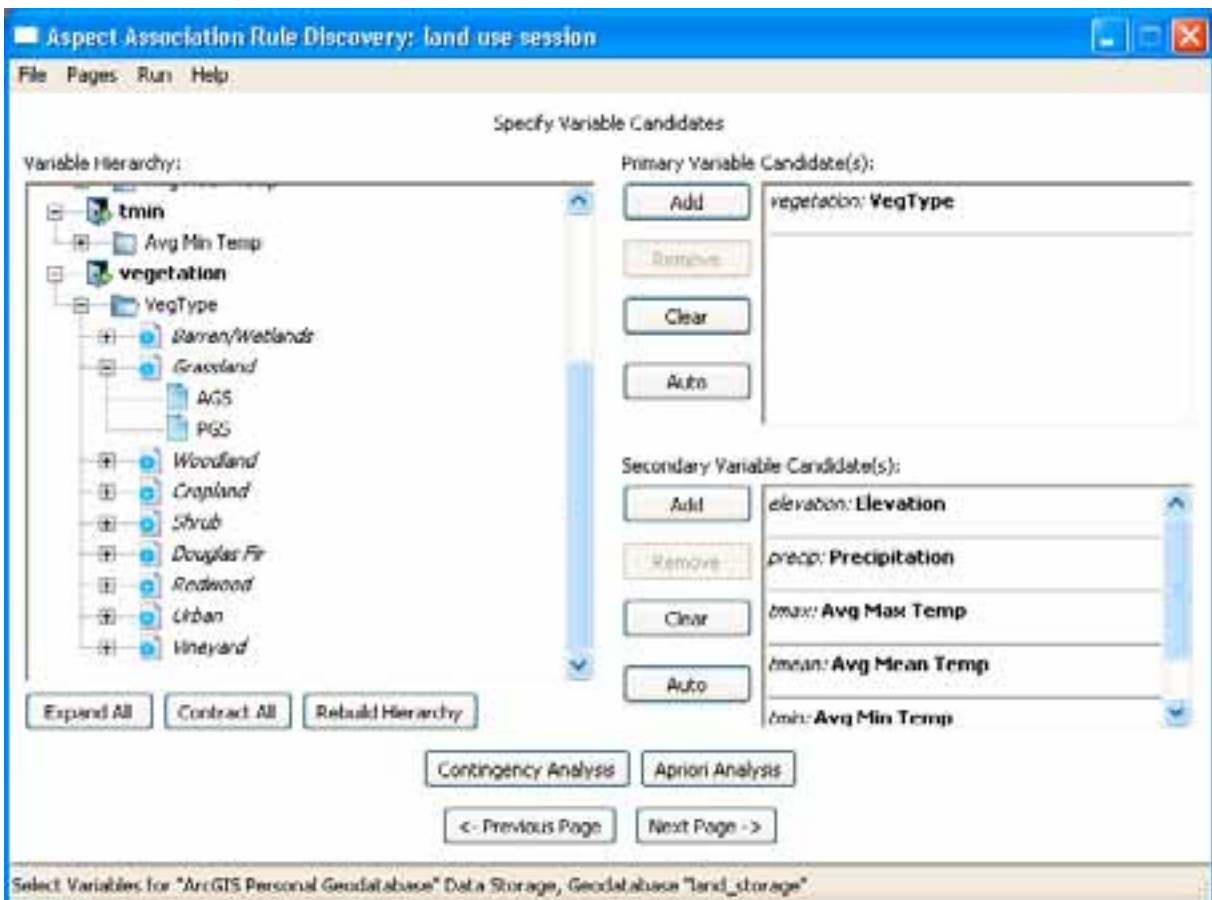 Aspect Association Rule Discovery: land use session
File Pages Run Help
Specify Variable Candidates
Variable Hierarchy:
tmin
Avg Min Temp
vegetation
VegType
Barren/Wetlands
Grassland
AGS
PGS
Woodland
Cropland
Shrub
Douglas Fir
Redwood
Urban
Vineyard
Expand All Contract All Rebuild Hierarchy
Primary Variable Candidate(s):
Add
Remove
Clear
Auto
vegetation: VegType
Secondary Variable Candidate(s):
Add
Remove
Clear
Auto
elevation: Elevation
precip: Precipitation
tmax: Avg Max Temp
tmean: Avg Mean Temp
tmin: Avg Min Temp
Contingency Analysis Apriori Analysis
<- Previous Page Next Page ->
Select Variables for "ArcGIS Personal Geodatabase" Data Storage, Geodatabase "land_storage"